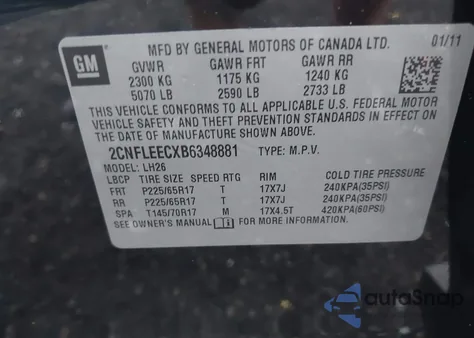 GM
MFD BY GENERAL MOTORS OF CANADA LTD. 01/11
GVWR GAWR FRT GAWR RR
2300 KG 1175 KG 1240 KG
5070 LB 2590 LB 2733 LB
THIS VEHICLE CONFORMS TO ALL APPLICABLE U.S. FEDERAL MOTOR
VEHICLE SAFETY AND THEFT PREVENTION STANDARDS IN EFFECT ON
THE DATE OF MANUFACTURE SHOWN ABOVE.
2CNFLEECXB6348881 TYPE: M.P.V.
MODEL: LH26
LBCP TIRE SIZE SPEED RTG RIM COLD TIRE PRESSURE
FRT P225/65R17 T 17X7J 240KPA(35PSI)
RR P225/65R17 T 17X7J 240KPA(35PSI)
SPA T145/70R17 M 17X4.5T 420KPA(60PSI)
SEE OWNER'S MANUAL FOR MORE INFORMATION
autoSnap